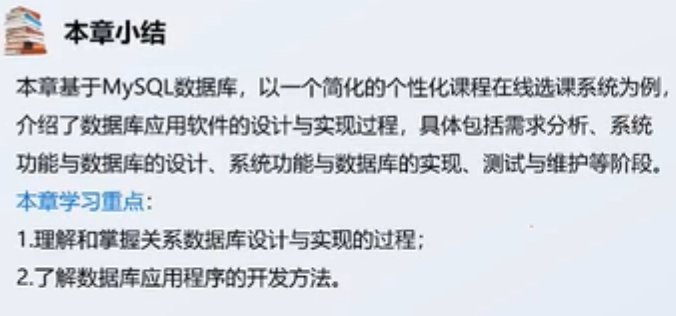 本章小结
本章基于MySQL数据库，以一个简化的个性化课程在线选课系统为例，
介绍了数据库应用软件的设计与实现过程，具体包括需求分析、系统
功能与数据库的设计、系统功能与数据库的实现、测试与维护等阶段。
本章学习重点：
1.理解和掌握关系数据库设计与实现的过程；
2.了解数据库应用程序的开发方法。